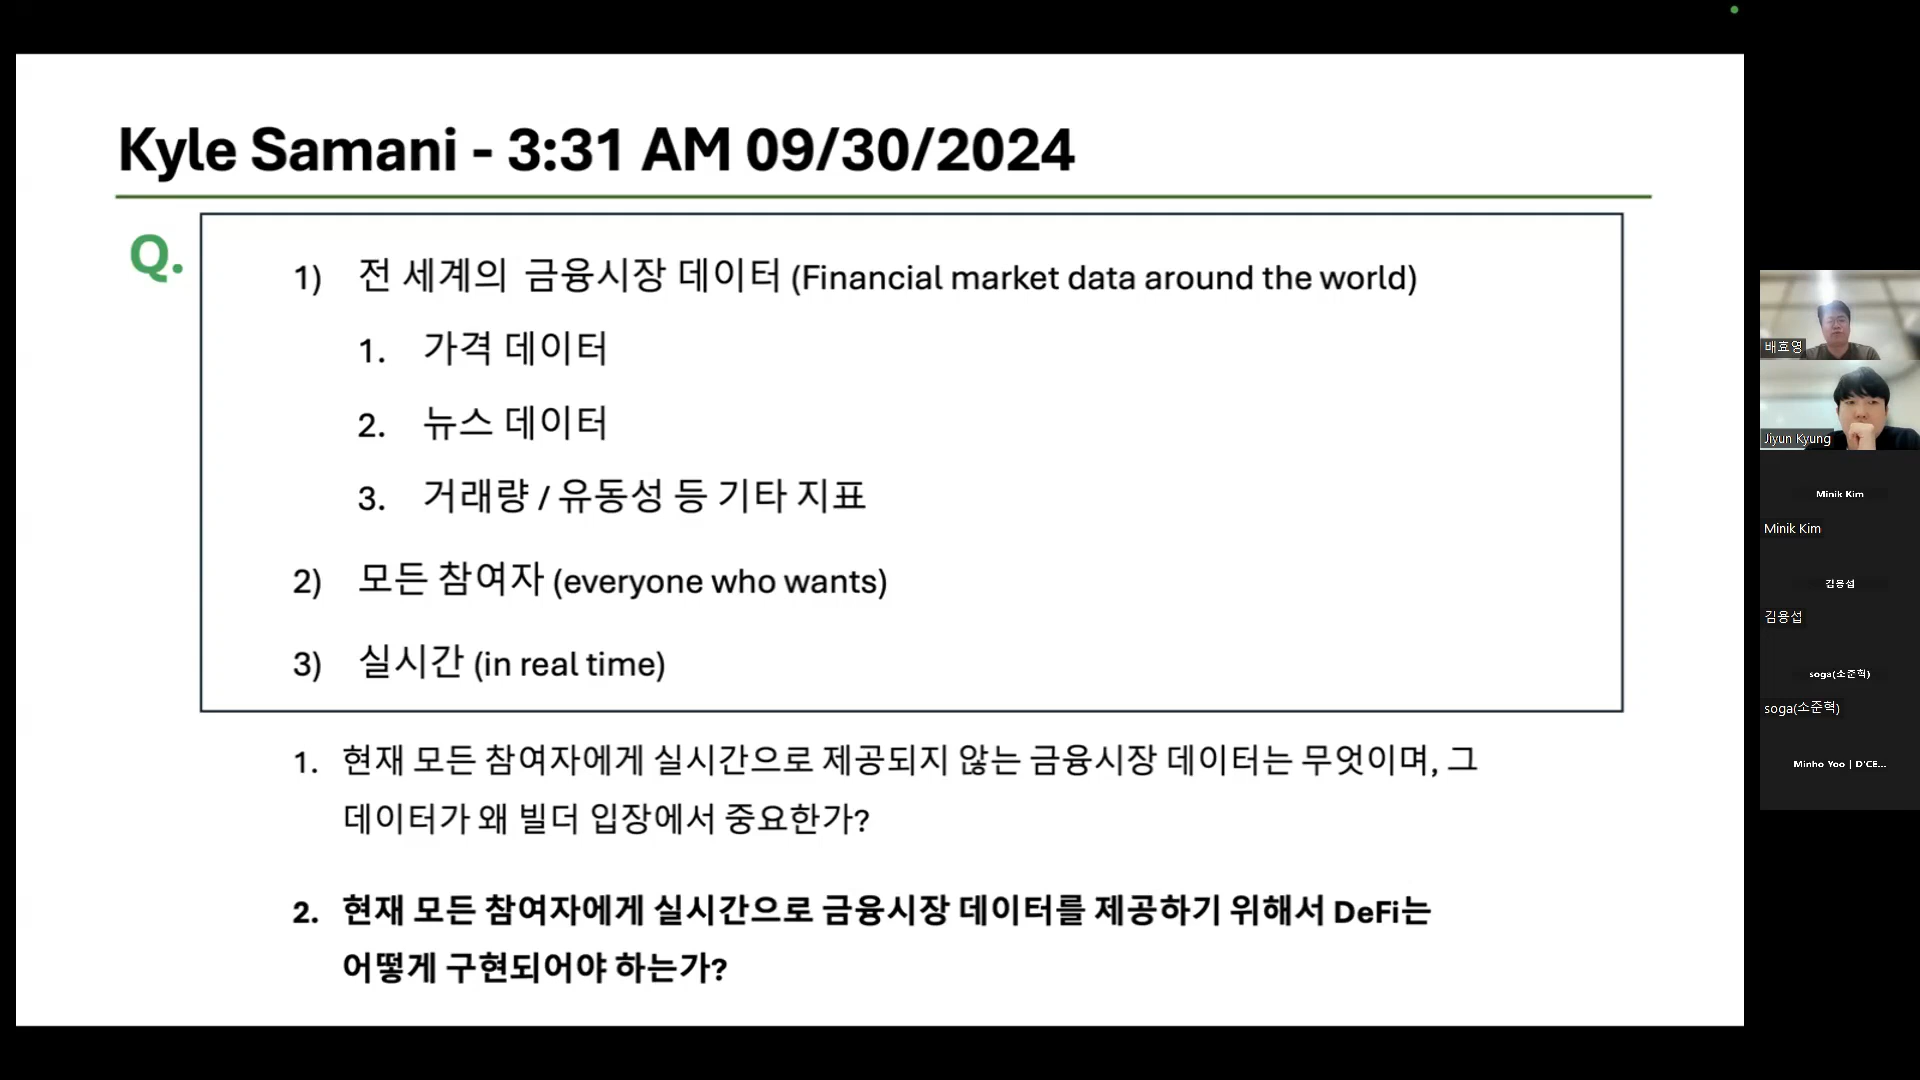 Kyle Samani - 3:31 AM 09/30/2024
Q.
1) 전 세계의 금융시장 데이터 (Financial market data around the world)
1. 가격 데이터
2. 뉴스 데이터
3. 거래량 / 유동성 등 기타 지표
2) 모든 참여자 (everyone who wants)
3) 실시간 (in real time)
1. 현재 모든 참여자에게 실시간으로 제공되지 않는 금융시장 데이터는 무엇이며, 그
데이터가 왜 빌더 입장에서 중요한가?
2. 현재 모든 참여자에게 실시간으로 금융시장 데이터를 제공하기 위해서 DeFi는
어떻게 구현되어야 하는가?
배효영
Jiyun Kyung
Minik Kim
Minik Kim
김용섭
김용섭
soga(소준혁)
soga(소준혁)
Minho Yoo | D'CE...